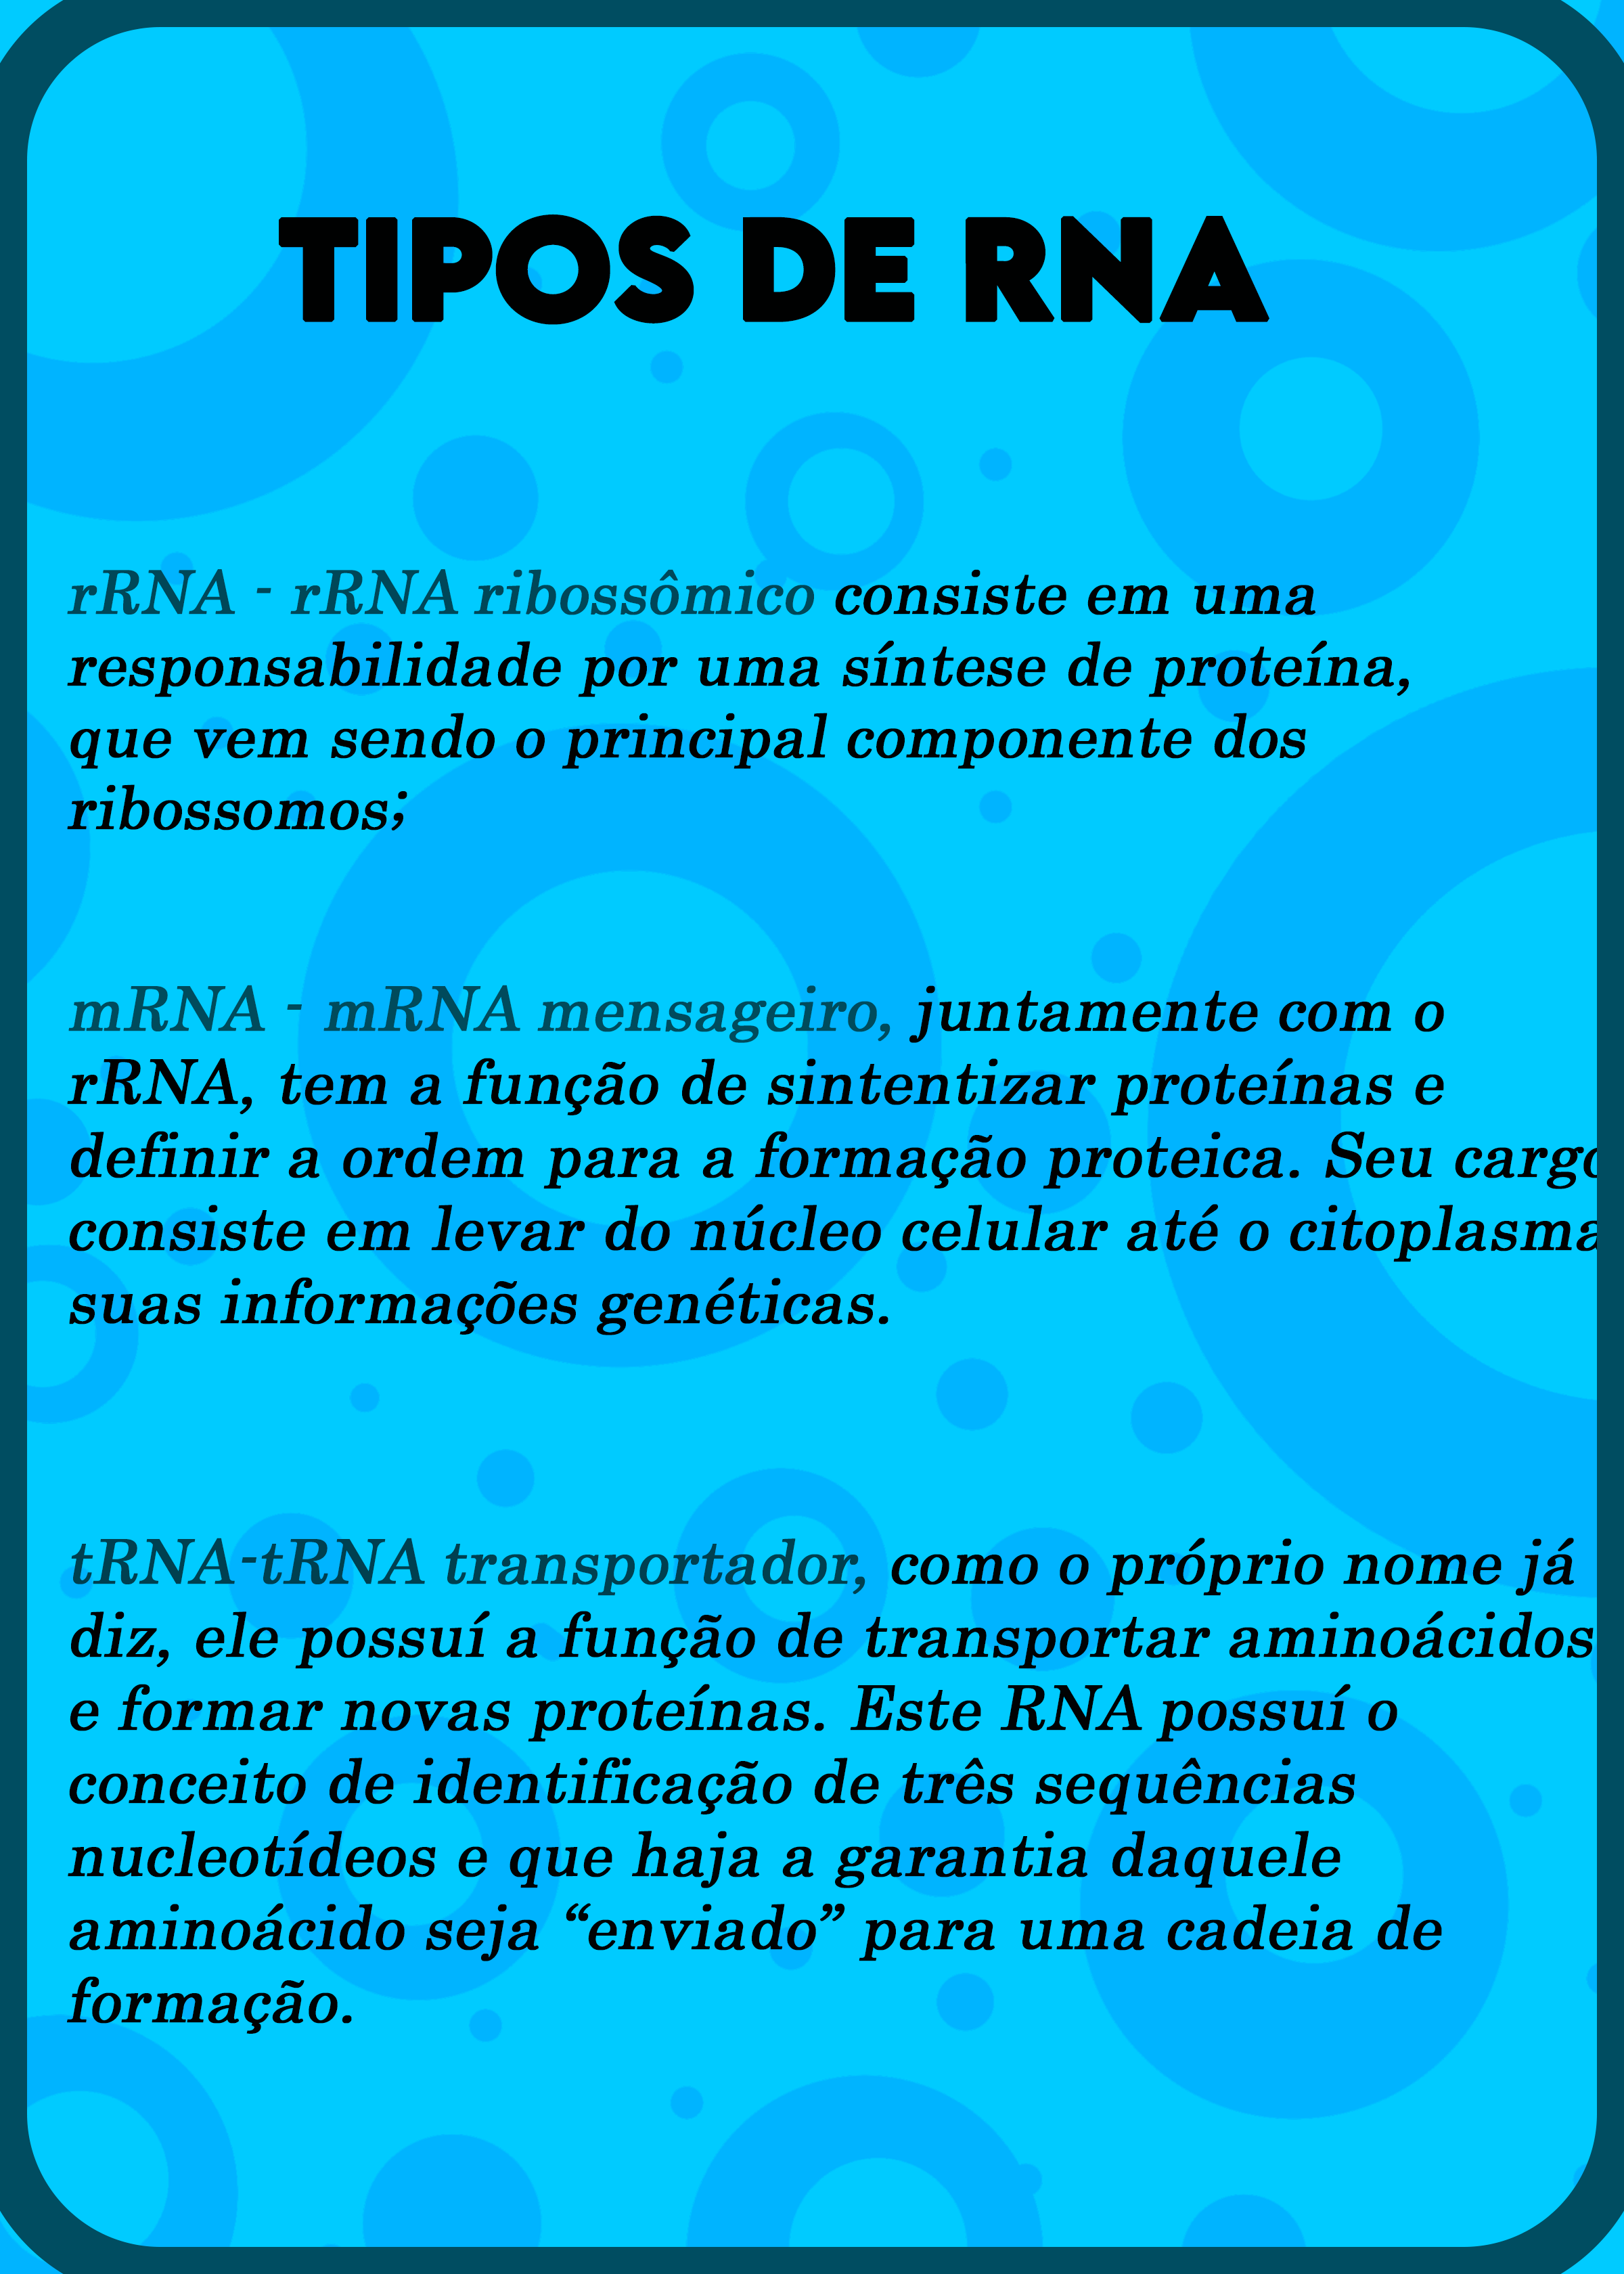 TIPOS DE RNA
rRNA - rRNA ribossômico consiste em uma
responsabilidade por uma síntese de proteína,
que vem sendo o principal componente dos
ribossomos;
mRNA - mRNA mensageiro, juntamente com o
rRNA, tem a função de sintentizar proteínas e
definir a ordem para a formação proteica. Seu cargo
consiste em levar do núcleo celular até o citoplasma
suas informações genéticas.
tRNA-tRNA transportador, como o próprio nome já
diz, ele possuí a função de transportar aminoácidos
e formar novas proteínas. Este RNA possuí o
conceito de identificação de três sequências
nucleotídeos e que haja a garantia daquele
aminoácido seja “enviado” para uma cadeia de
formação.